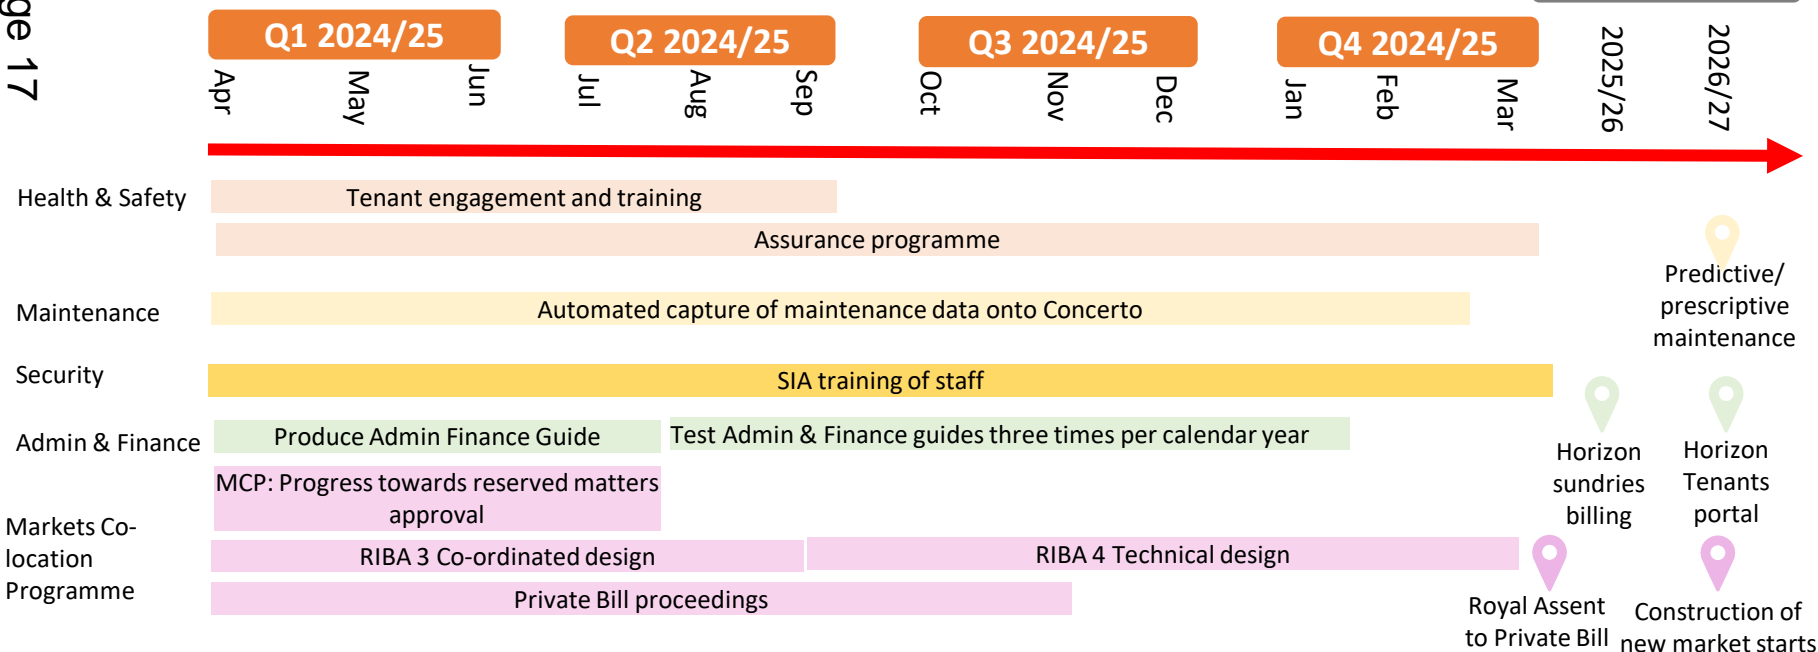 ge 17
Q1 2024/25
Q2 2024/25
Q3 2024/25
Q4 2024/25
Apr
May
Jun
Jul
Aug
Sep
Oct
Nov
Dec
Jan
Feb
Mar
2025/26
2026/27
Health & Safety
Tenant engagement and training
Assurance programme
Predictive/
prescriptive
maintenance
Maintenance
Automated capture of maintenance data onto Concerto
Security
SIA training of staff
Admin & Finance
Produce Admin Finance Guide
Test Admin & Finance guides three times per calendar year
Horizon
sundries
billing
Horizon
Tenants
portal
Markets Co-
location
Programme
MCP: Progress towards reserved matters
approval
RIBA 3 Co-ordinated design
RIBA 4 Technical design
Private Bill proceedings
Royal Assent
to Private Bill
Construction of
new market starts